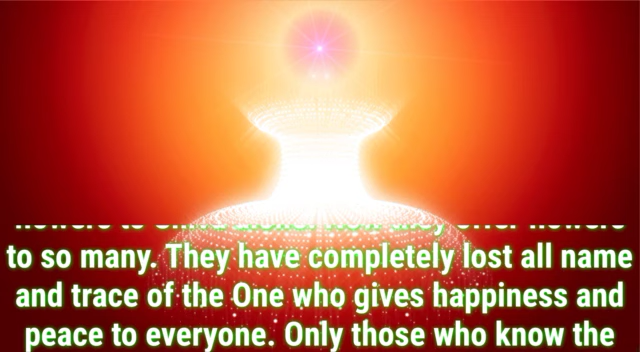 to so many. They have completely lost all name
and trace of the One who gives happiness and
peace to everyone. Only those who know the